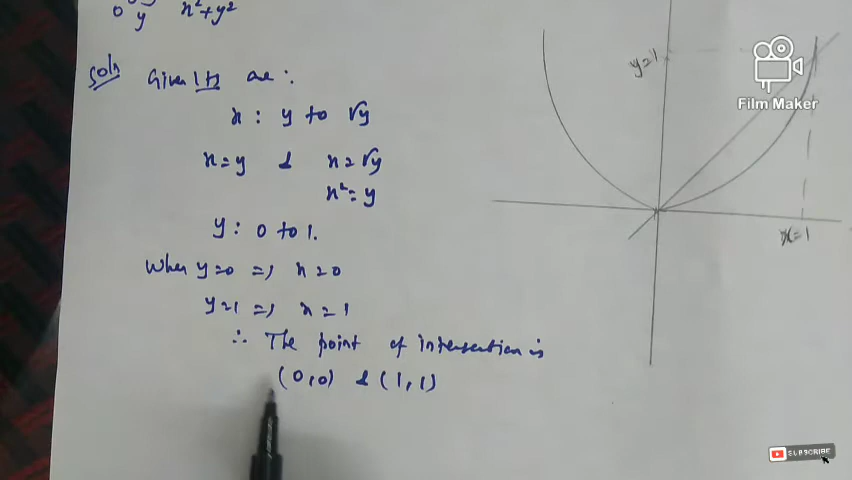 0 y x²+y²
Soln Given lts are:
x : y to √y
x=y & x=√y
x²=y
y: 0 to 1.
When y=0 => x=0
y=1 => x=1
∴ The point of intersection is
(0,0) & (1,1)
y=1
x=1
Film Maker
SUBSCRIBE